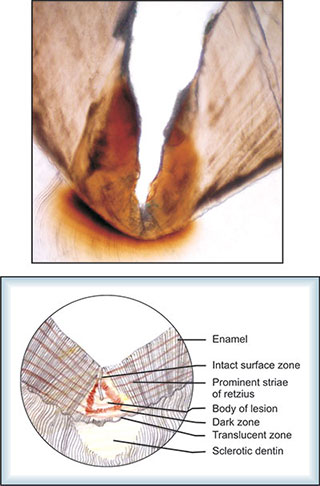 Enamel
Intact surface zone
Prominent striae
of retzius
Body of lesion
Dark zone
Translucent zone
Sclerotic dentin